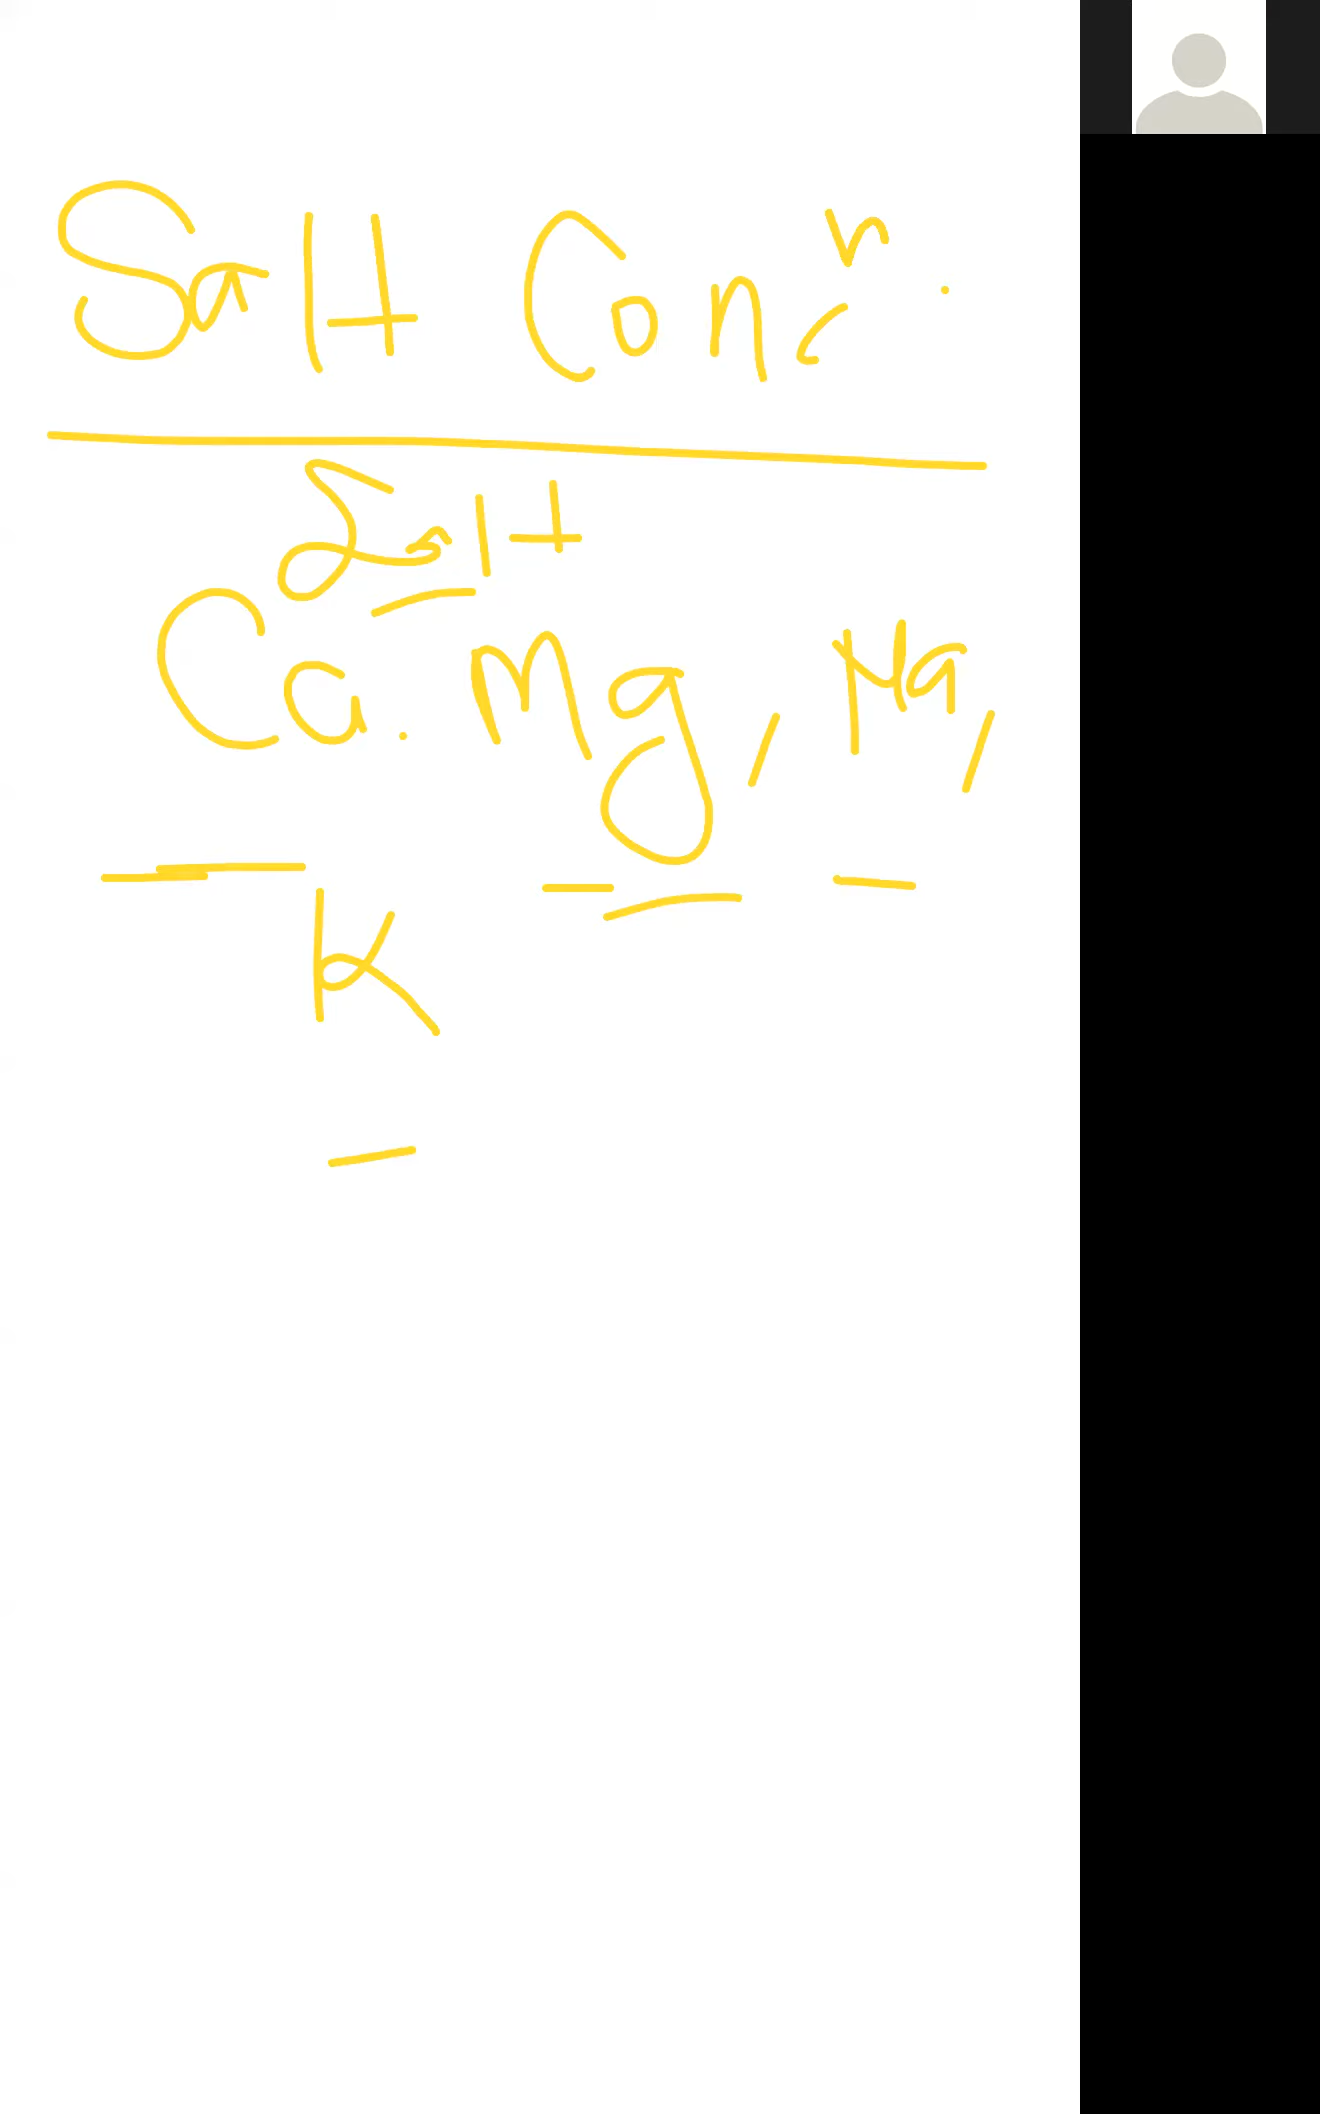 Salt Concⁿ.
Salt
Ca. Mg, Na,
K